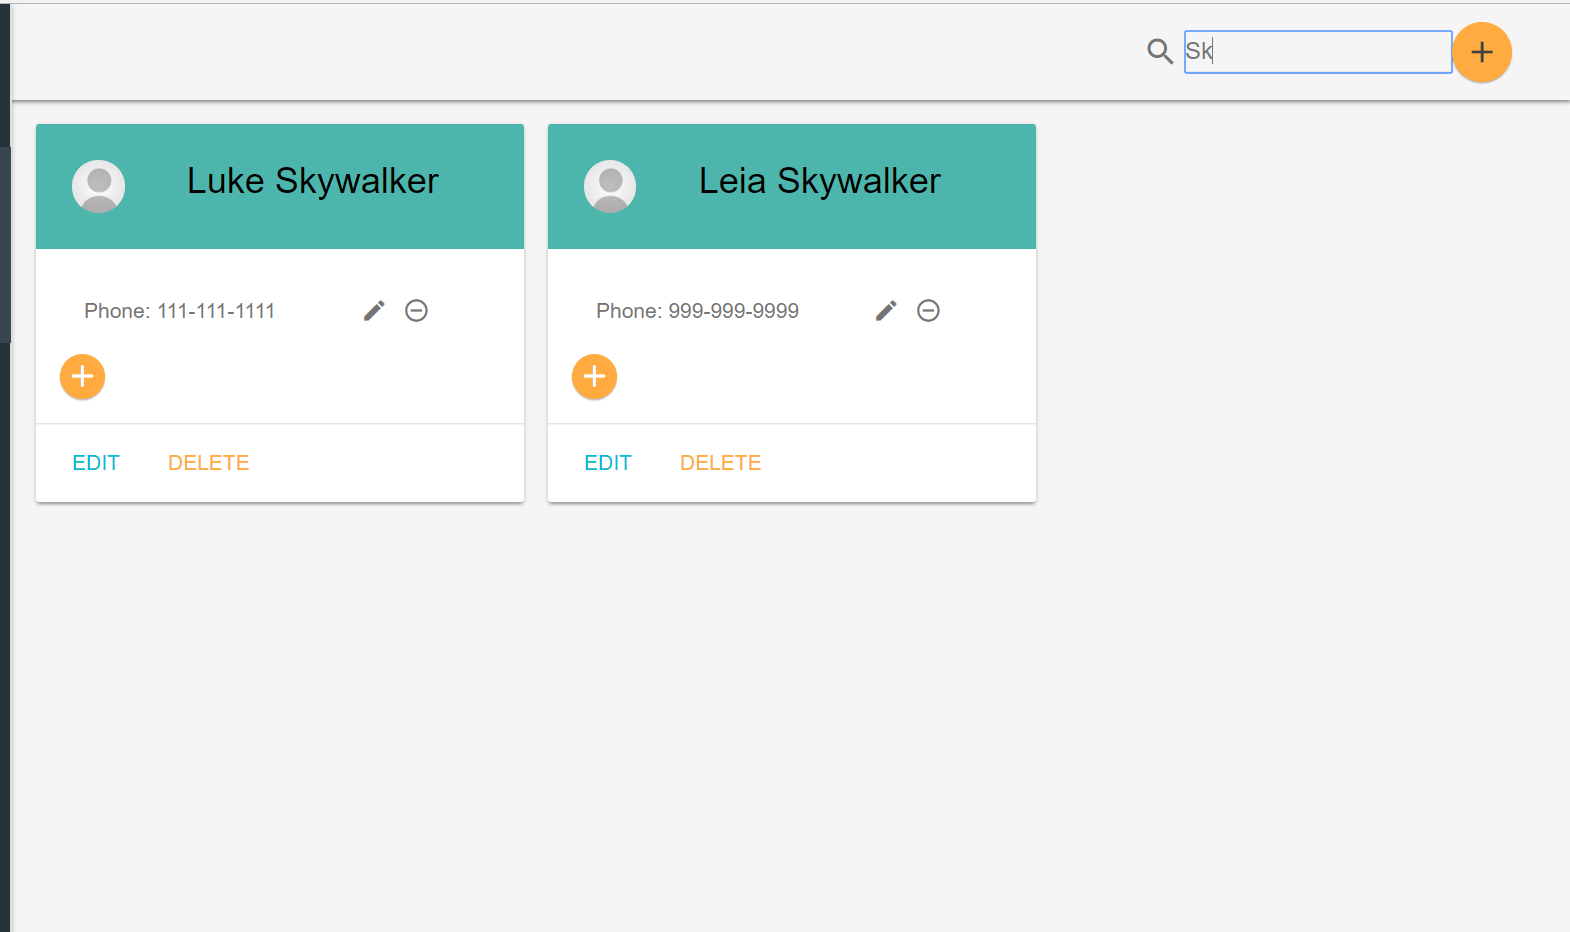 Sk
Luke Skywalker
Phone: 111-111-1111
EDIT DELETE
Leia Skywalker
Phone: 999-999-9999
EDIT DELETE